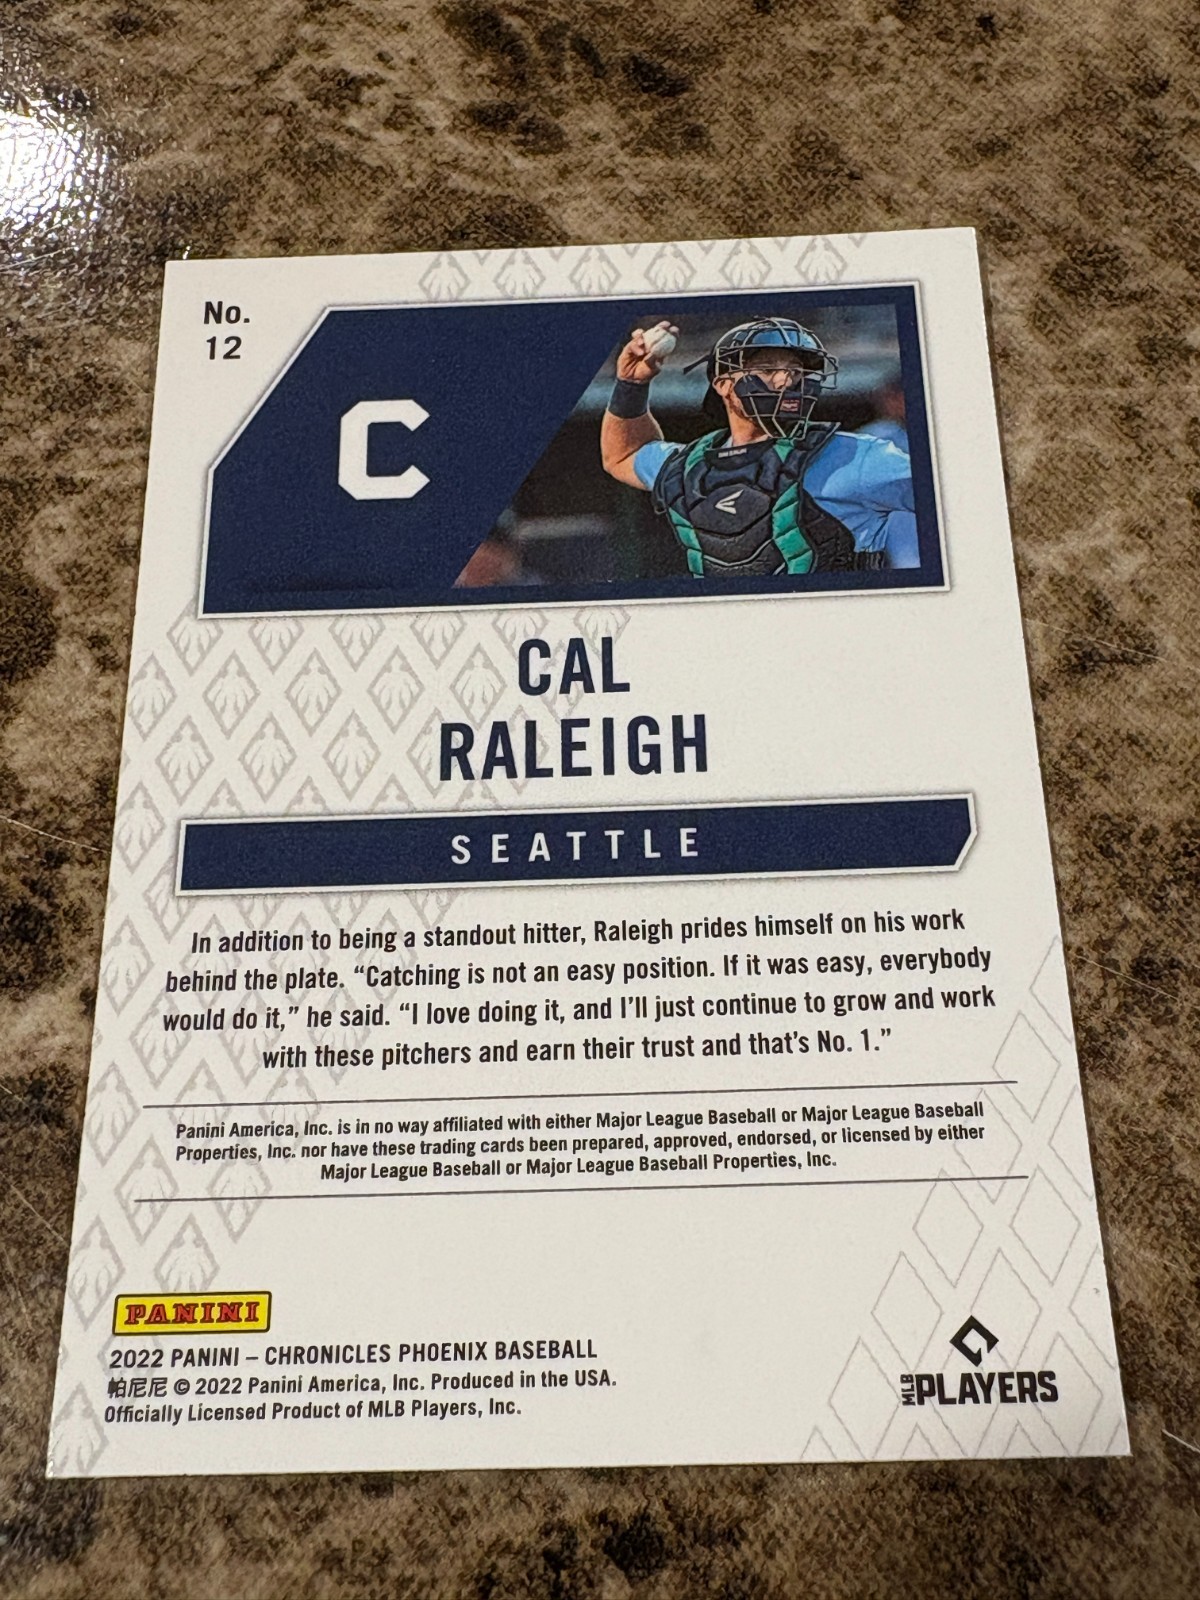 No.
12
C
CAL
RALEIGH
SEATTLE
In addition to being a standout hitter, Raleigh prides himself on his work
behind the plate. “Catching is not an easy position. If it was easy, everybody
would do it,” he said. “I love doing it, and I’ll just continue to grow and work
with these pitchers and earn their trust and that’s No. 1.”
Panini America, Inc. is in no way affiliated with either Major League Baseball or Major League Baseball
Properties, Inc. nor have these trading cards been prepared, approved, endorsed, or licensed by either
Major League Baseball or Major League Baseball Properties, Inc.
PANINI
2022 PANINI – CHRONICLES PHOENIX BASEBALL
帕尼尼 © 2022 Panini America, Inc. Produced in the USA.
Officially Licensed Product of MLB Players, Inc.
MLB PLAYERS